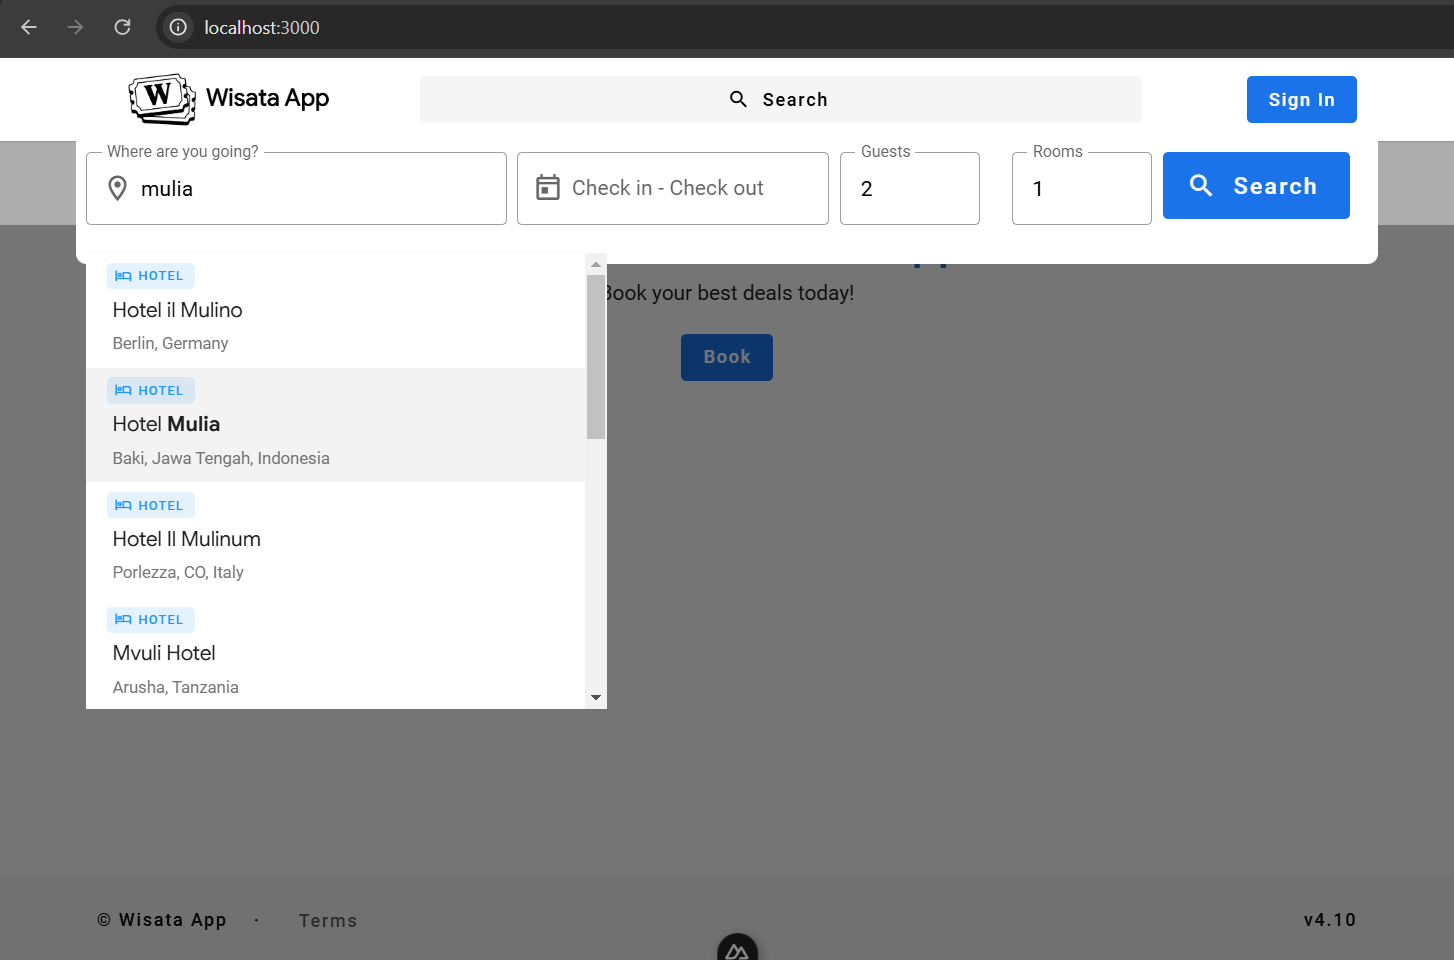 localhost:3000
W Wisata App
Search
Sign In
Where are you going?
mulia
Check in - Check out
Guests
2
Rooms
1
Search
HOTEL
Hotel il Mulino
Berlin, Germany
HOTEL
Hotel Mulia
Baki, Jawa Tengah, Indonesia
HOTEL
Hotel Il Mulinum
Porlezza, CO, Italy
HOTEL
Mvuli Hotel
Arusha, Tanzania
Book your best deals today!
Book
© Wisata App · Terms
v4.10